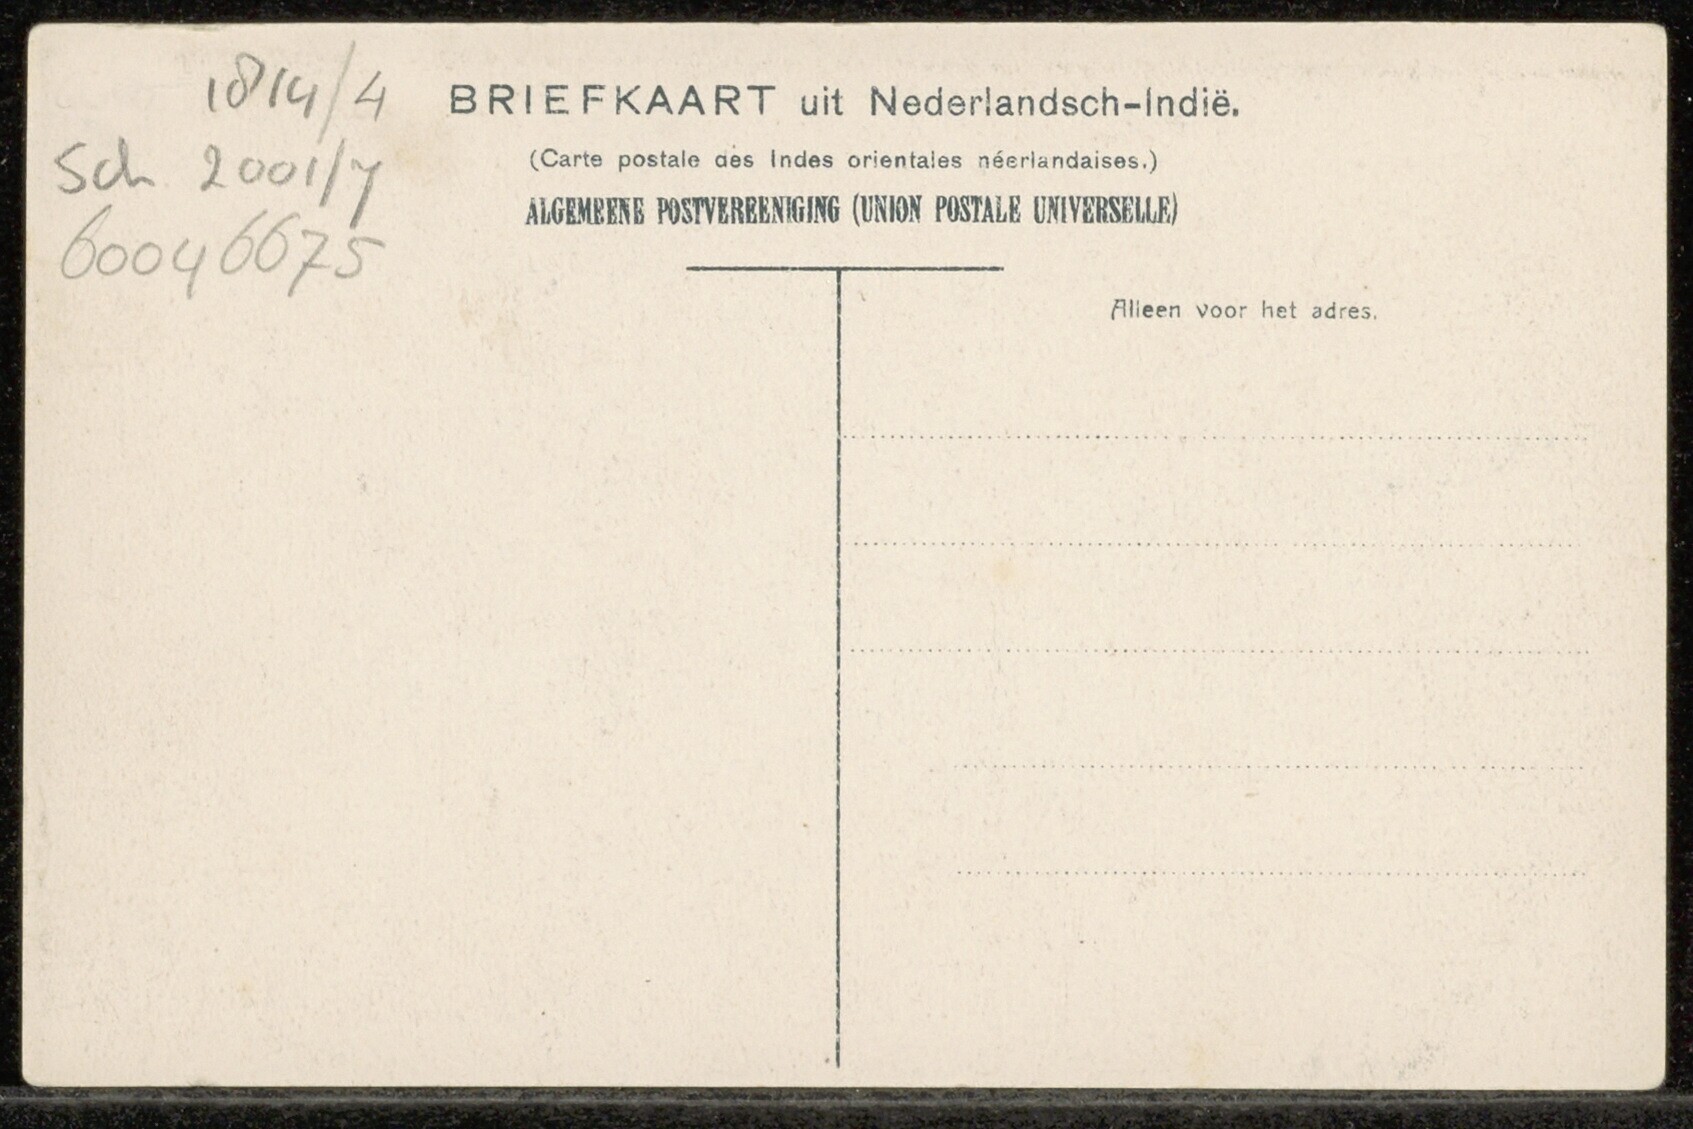 1814/4
BRIEFKAART uit Nederlandsch-Indië.
Sch 2001/7
(Carte postale des Indes orientales néerlandaises.)
ALGEMEENE POSTVEREENIGING (UNION POSTALE UNIVERSELLE)
60046675
Alleen voor het adres.